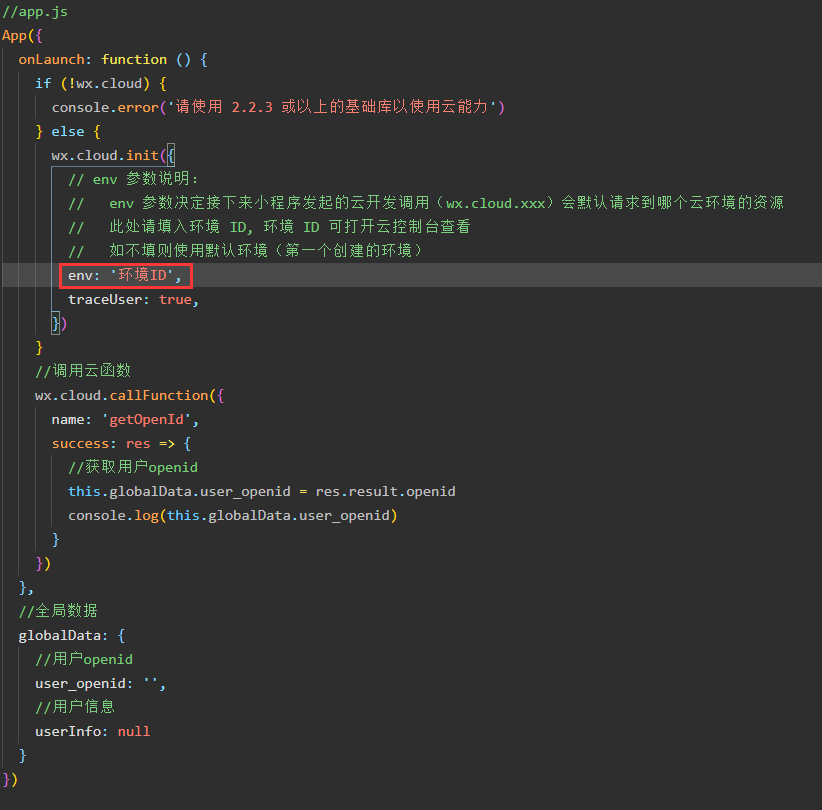 //app.js
App({
  onLaunch: function () {
    if (!wx.cloud) {
      console.error('请使用 2.2.3 或以上的基础库以使用云能力')
    } else {
      wx.cloud.init({
        // env 参数说明：
        //   env 参数决定接下来小程序发起的云开发调用（wx.cloud.xxx）会默认请求到哪个云环境的资源
        //   此处请填入环境 ID, 环境 ID 可打开云控制台查看
        //   如不填则使用默认环境（第一个创建的环境）
        env: '环境ID',
        traceUser: true,
      })
    }
    //调用云函数
    wx.cloud.callFunction({
      name: 'getOpenId',
      success: res => {
        //获取用户openid
        this.globalData.user_openid = res.result.openid
        console.log(this.globalData.user_openid)
      }
    })
  },
  //全局数据
  globalData: {
    //用户openid
    user_openid: '',
    //用户信息
    userInfo: null
  }
})